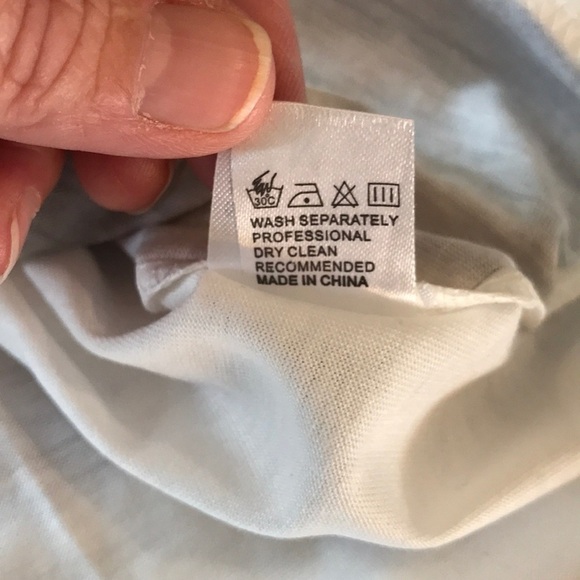 30C
WASH SEPARATELY
PROFESSIONAL
DRY CLEAN
RECOMMENDED
MADE IN CHINA